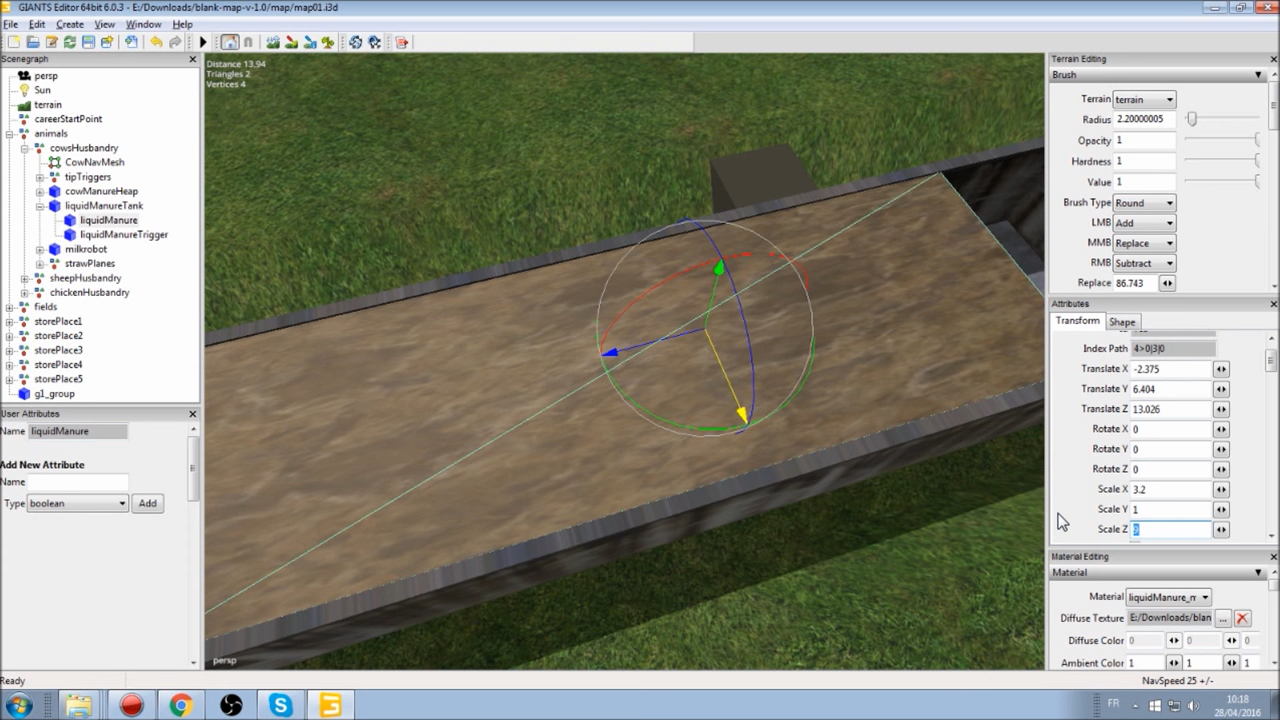 GIANTS Editor 64bit 6.0.3 - E:/Downloads/blank-map-v-1.0/map/map01.i3d
File Edit Create View Window Help
Scenegraph
persp
Sun
terrain
careerStartPoint
animals
cowsHusbandry
CowNavMesh
tipTriggers
cowManureHeap
liquidManureTank
liquidManure
liquidManureTrigger
milkrobot
strawPlanes
sheepHusbandry
chickenHusbandry
fields
storePlace1
storePlace2
storePlace3
storePlace4
storePlace5
g1_group
User Attributes
Name liquidManure
Add New Attribute
Name
Type boolean Add
Distance 13.94
Triangles 2
Vertices 4
persp
Terrain Editing
Brush
Terrain terrain
Radius 2.20000005
Opacity 1
Hardness 1
Value 1
Brush Type Round
LMB Add
MMB Replace
RMB Subtract
Replace 86.743
Attributes
Transform Shape
Index Path 4>0|3|0
Translate X -2.375
Translate Y 6.404
Translate Z 13.026
Rotate X 0
Rotate Y 0
Rotate Z 0
Scale X 3.2
Scale Y 1
Scale Z
Material Editing
Material
Material liquidManure_m
Diffuse Texture E:/Downloads/blan ...
Diffuse Color 0 0 0
Ambient Color 1 1 1
Ready
NavSpeed 25 +/-
FR
10:18
28/04/2016